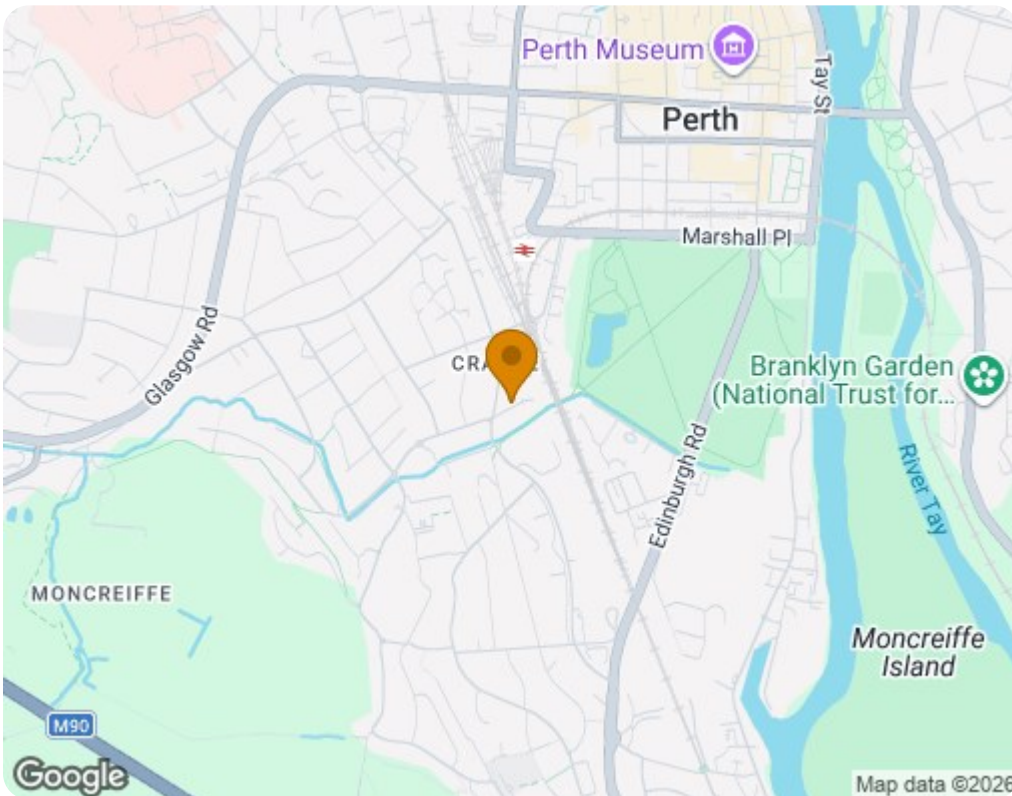 Perth Museum
Tay St
Perth
Marshall Pl
Glasgow Rd
Branklyn Garden
(National Trust for...
Edinburgh Rd
River Tay
MONCREIFFE
Moncreiffe
Island
M90
Google
Map data ©2026